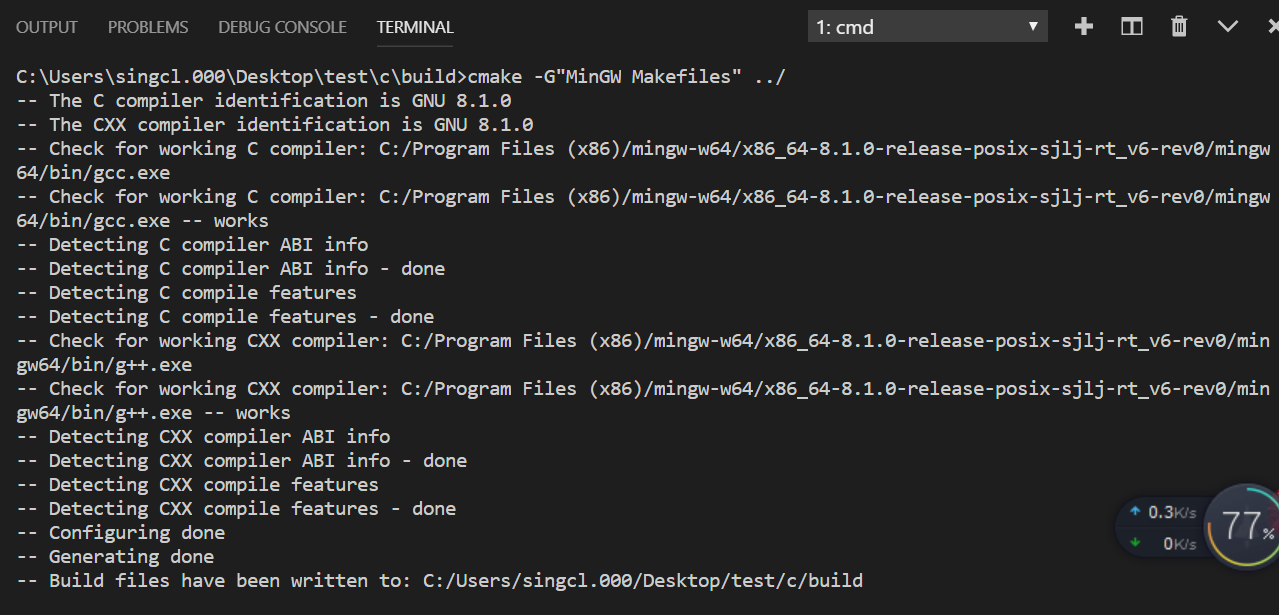 OUTPUT PROBLEMS DEBUG CONSOLE TERMINAL 1: cmd
C:\Users\singcl.000\Desktop\test\c\build>cmake -G"MinGW Makefiles" ../
-- The C compiler identification is GNU 8.1.0
-- The CXX compiler identification is GNU 8.1.0
-- Check for working C compiler: C:/Program Files (x86)/mingw-w64/x86_64-8.1.0-release-posix-sjlj-rt_v6-rev0/mingw
64/bin/gcc.exe
-- Check for working C compiler: C:/Program Files (x86)/mingw-w64/x86_64-8.1.0-release-posix-sjlj-rt_v6-rev0/mingw
64/bin/gcc.exe -- works
-- Detecting C compiler ABI info
-- Detecting C compiler ABI info - done
-- Detecting C compile features
-- Detecting C compile features - done
-- Check for working CXX compiler: C:/Program Files (x86)/mingw-w64/x86_64-8.1.0-release-posix-sjlj-rt_v6-rev0/min
gw64/bin/g++.exe
-- Check for working CXX compiler: C:/Program Files (x86)/mingw-w64/x86_64-8.1.0-release-posix-sjlj-rt_v6-rev0/min
gw64/bin/g++.exe -- works
-- Detecting CXX compiler ABI info
-- Detecting CXX compiler ABI info - done
-- Detecting CXX compile features
-- Detecting CXX compile features - done
-- Configuring done
-- Generating done
-- Build files have been written to: C:/Users/singcl.000/Desktop/test/c/build
0.3K/s
0K/s
77%